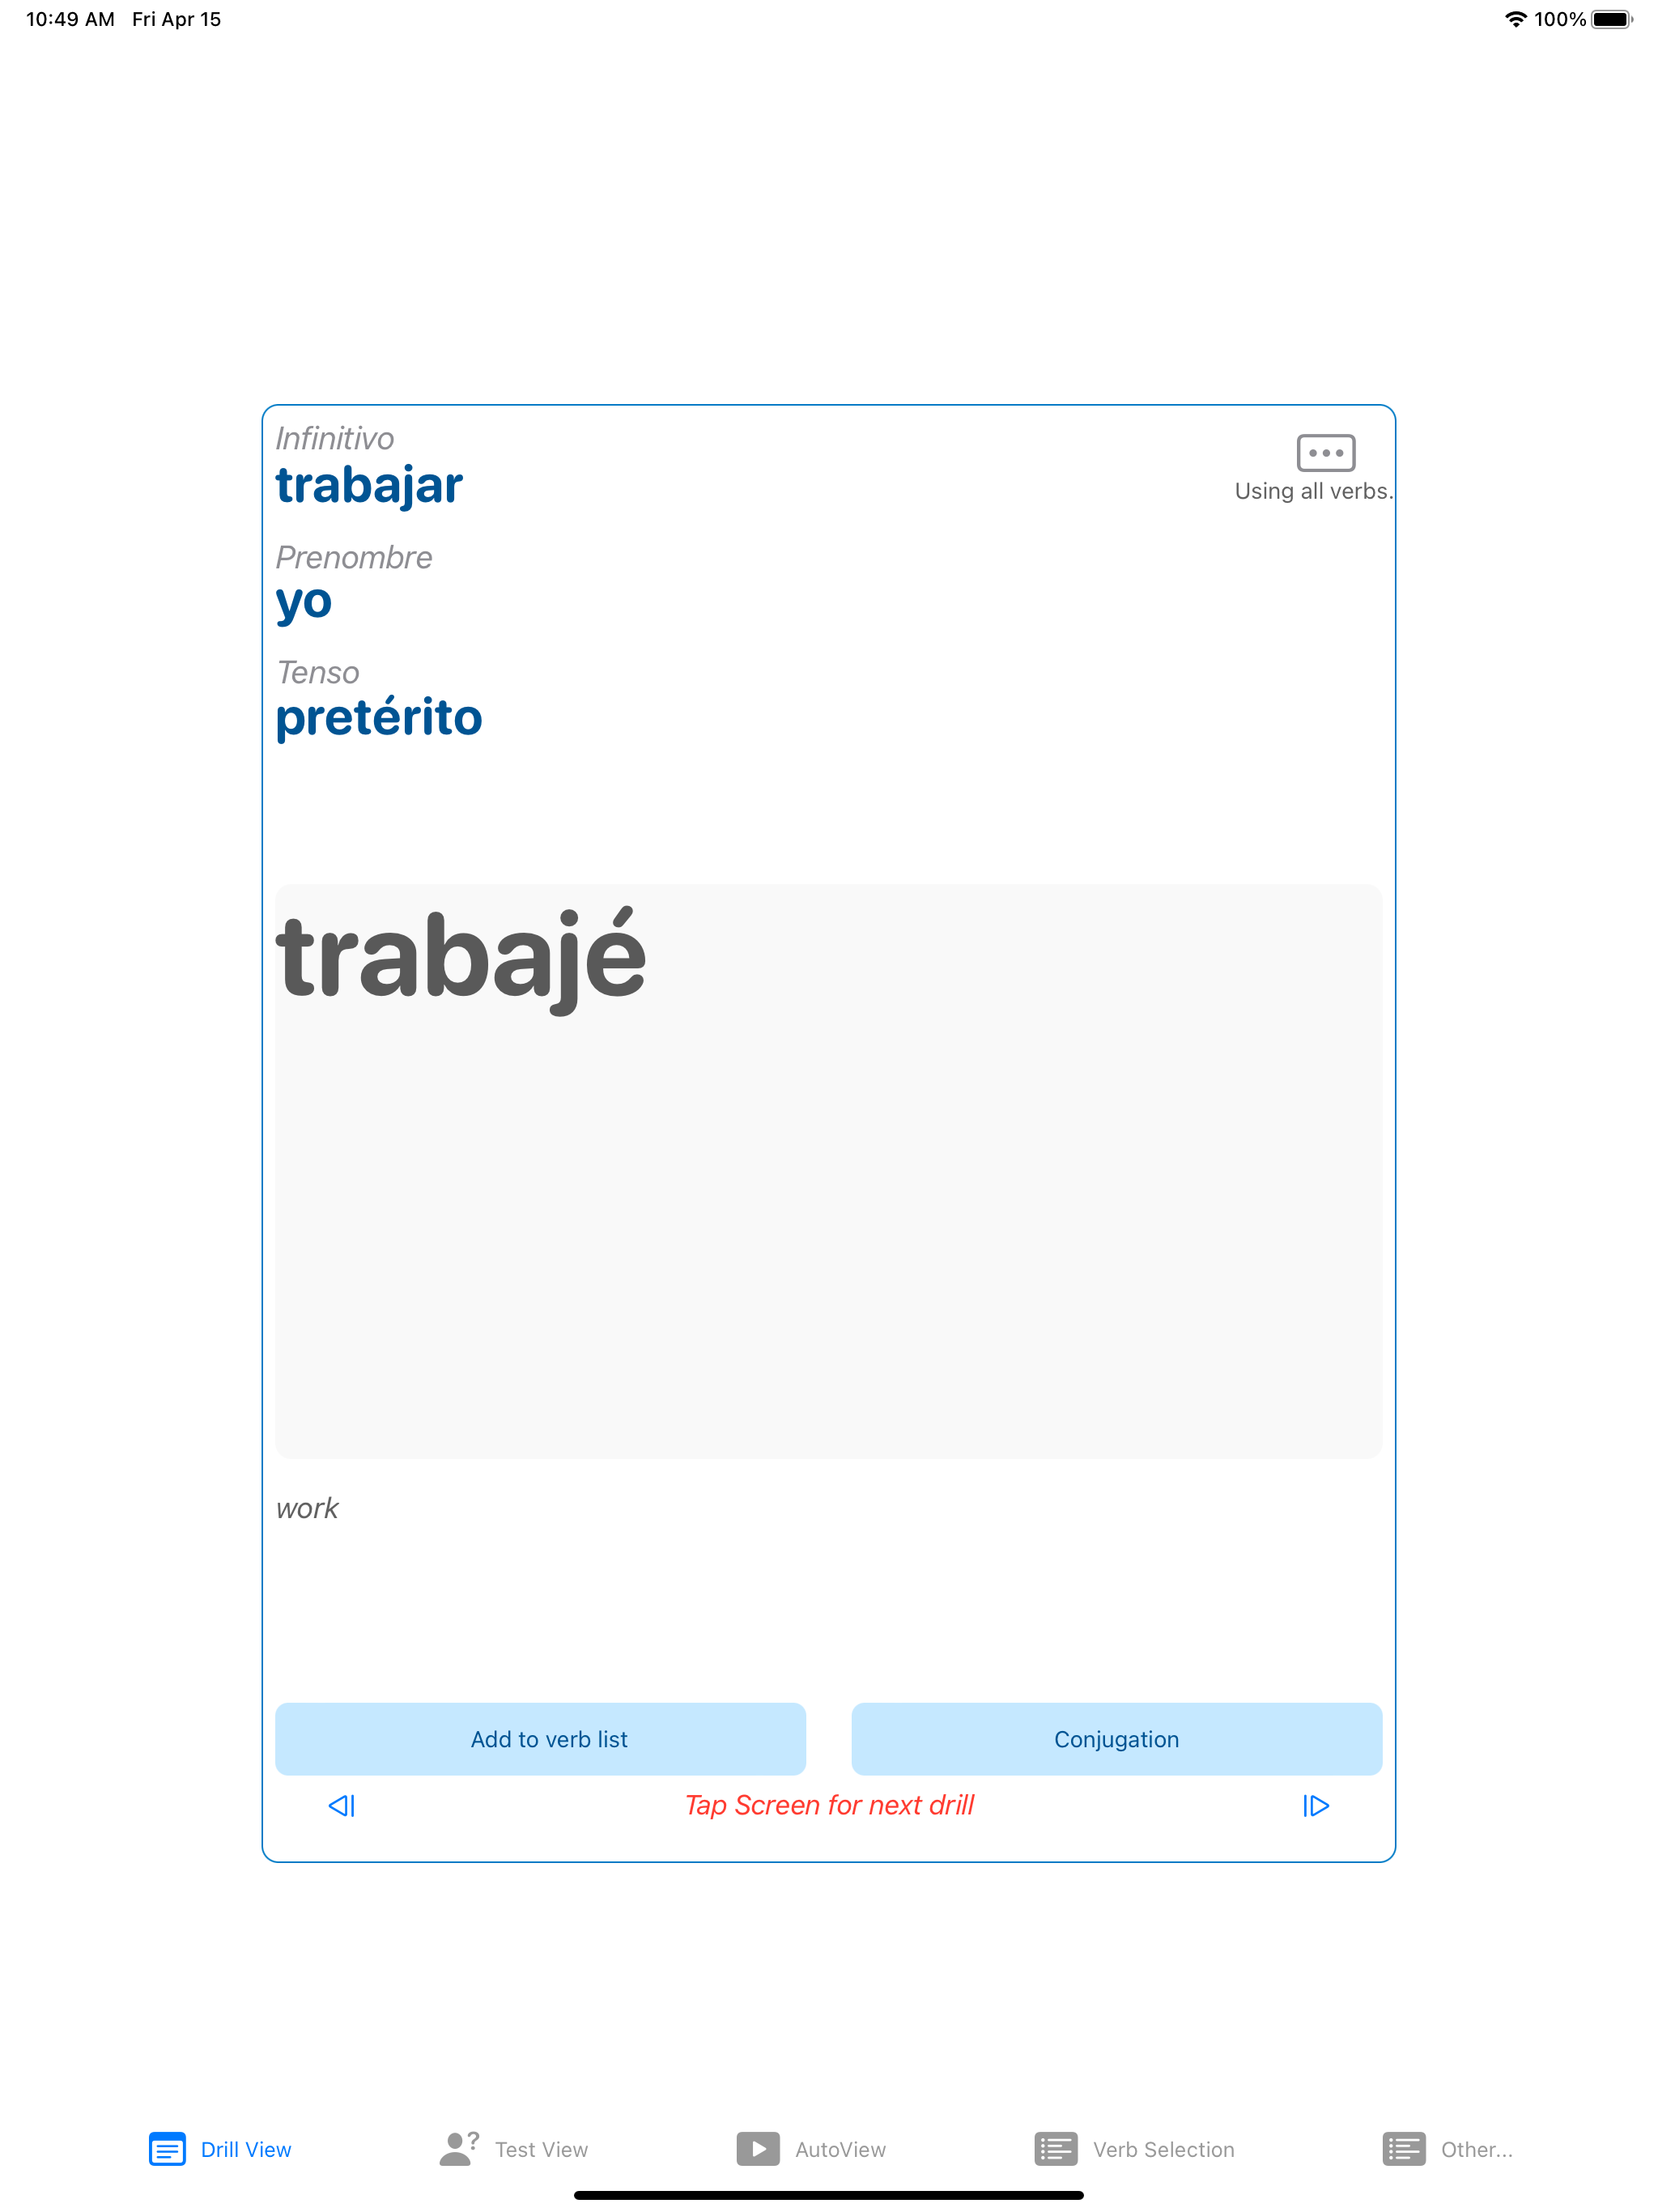 10:49 AM Fri Apr 15
100%
Infinitivo
trabajar
Using all verbs.
Prenombre
yo
Tenso
pretérito
trabajé
work
Add to verb list
Conjugation
Tap Screen for next drill
Drill View
Test View
AutoView
Verb Selection
Other...